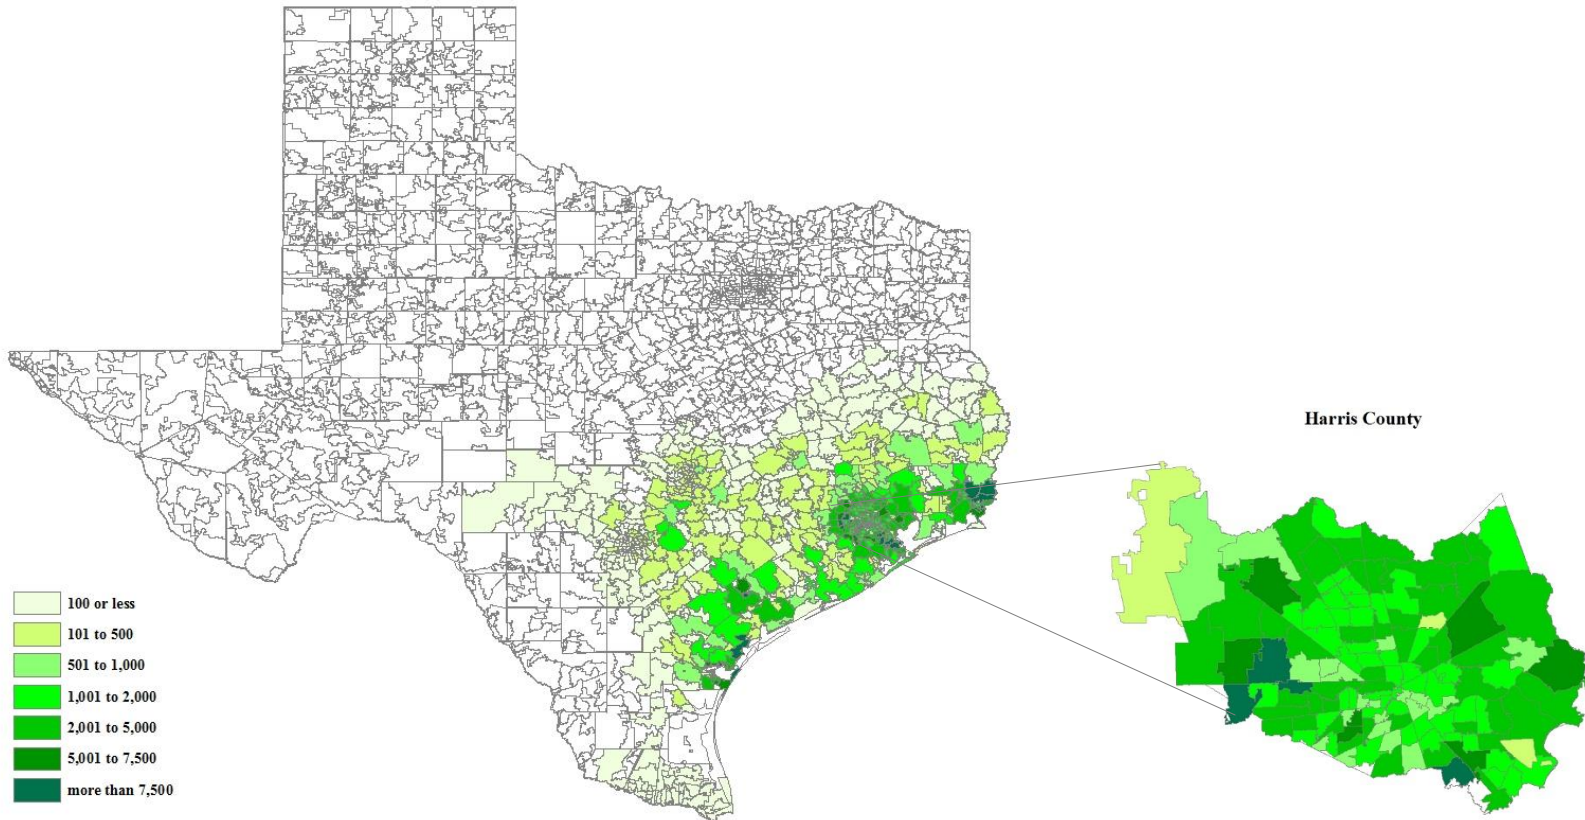 Harris County
100 or less
101 to 500
501 to 1,000
1,001 to 2,000
2,001 to 5,000
5,001 to 7,500
more than 7,500